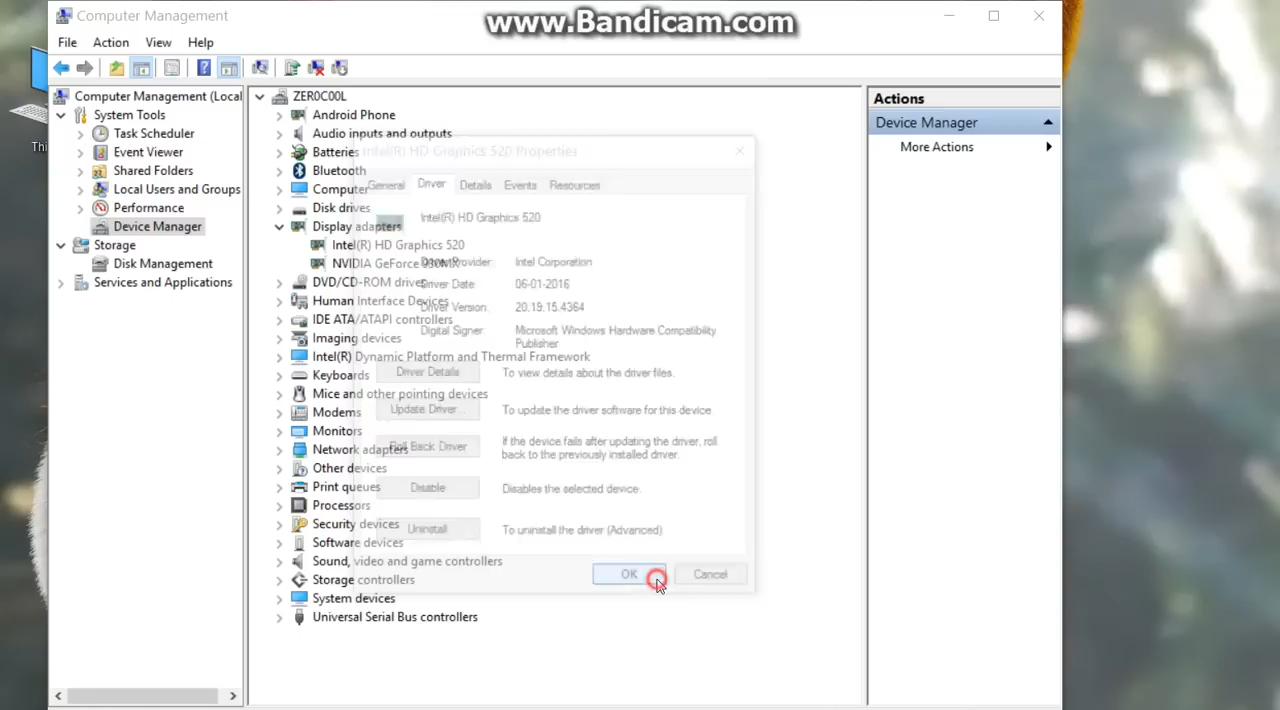 Computer Management
www.Bandicam.com
File Action View Help
Computer Management (Local
System Tools
Task Scheduler
Event Viewer
Shared Folders
Local Users and Groups
Performance
Device Manager
Storage
Disk Management
Services and Applications
ZER0C00L
Android Phone
Audio inputs and outputs
Batteries
Bluetooth
Computer
Disk drives
Display adapters
Intel(R) HD Graphics 520
NVIDIA GeForce 930MX
DVD/CD-ROM drives
Human Interface Devices
IDE ATA/ATAPI controllers
Imaging devices
Intel(R) Dynamic Platform and Thermal Framework
Keyboards
Mice and other pointing devices
Modems
Monitors
Network adapters
Other devices
Print queues
Processors
Security devices
Software devices
Sound, video and game controllers
Storage controllers
System devices
Universal Serial Bus controllers
Intel(R) HD Graphics 520 Properties
General Driver Details Events Resources
Intel(R) HD Graphics 520
Driver Provider: Intel Corporation
Driver Date: 06-01-2016
Driver Version: 20.19.15.4364
Digital Signer: Microsoft Windows Hardware Compatibility
Publisher
Driver Details To view details about the driver files.
Update Driver... To update the driver software for this device.
Roll Back Driver If the device fails after updating the driver, roll
back to the previously installed driver.
Disable Disables the selected device.
Uninstall To uninstall the driver (Advanced)
OK Cancel
Actions
Device Manager
More Actions